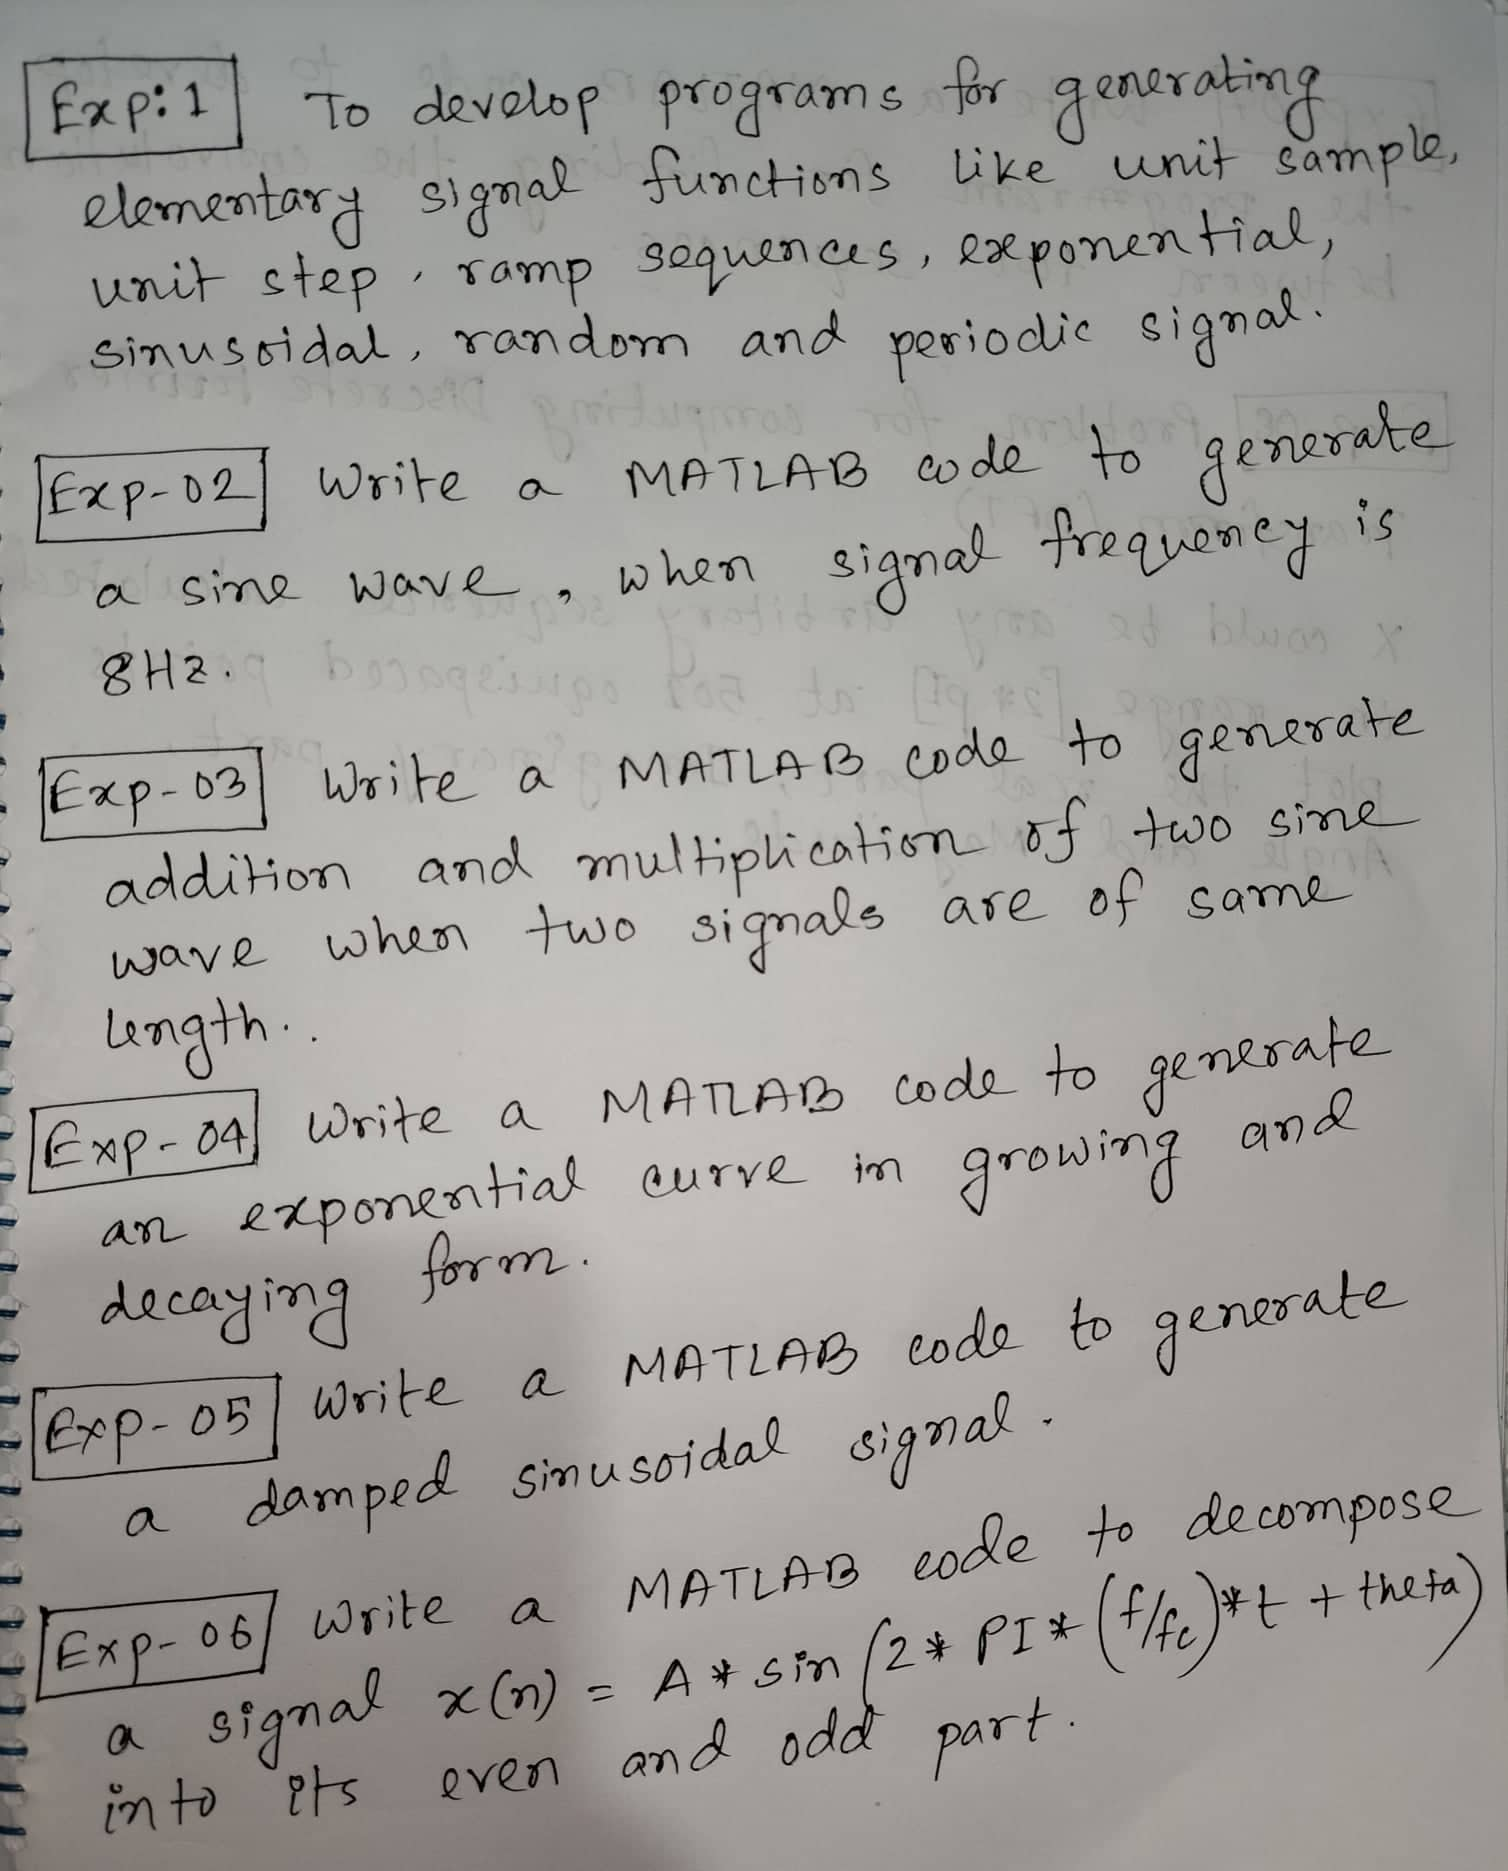 Exp: 1 To develop programs for generating
elementary signal functions like unit sample,
unit step, ramp sequences, exponential,
sinusoidal, random and periodic signal.
Exp-02 Write a MATLAB code to generate
a sine wave, when signal frequency is
8Hz.
Exp-03 Write a MATLAB code to generate
addition and multiplication of two sine
wave when two signals are of same
length..
Exp-04 Write a MATLAB code to generate
an exponential curve in growing and
decaying form.
Exp-05 Write a MATLAB code to generate
a damped sinusoidal signal.
Exp-06 Write a MATLAB code to decompose
a signal x(n) = A * sin (2 * PI * (f/fc) * t + theta)
into its even and odd part.